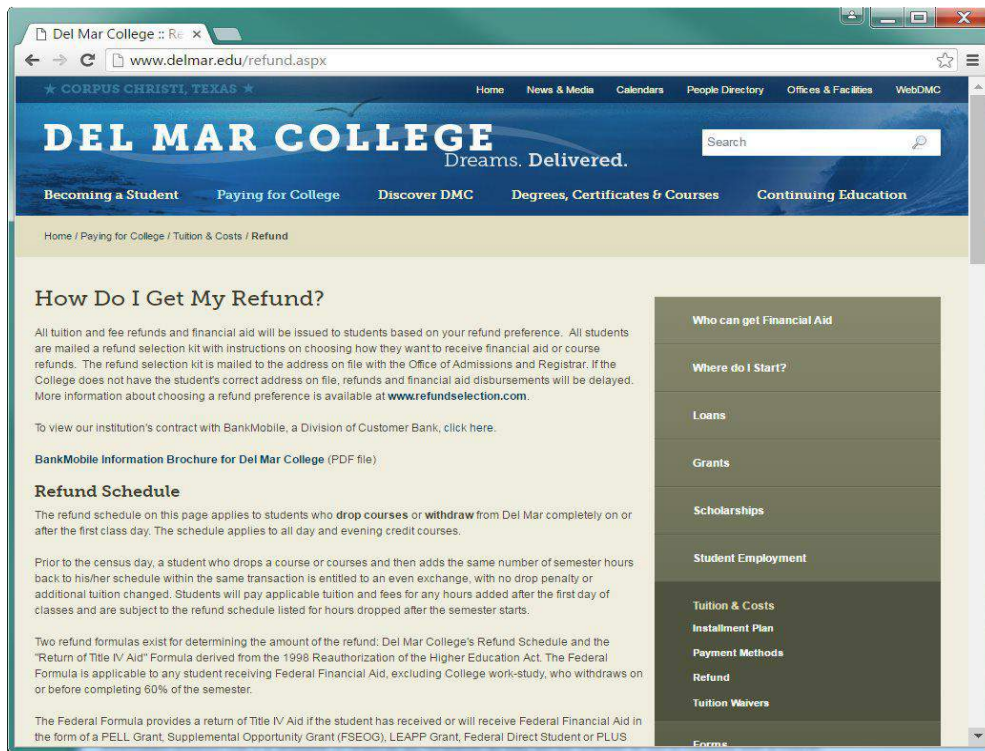 Del Mar College :: Re
www.delmar.edu/refund.aspx
★ CORPUS CHRISTI, TEXAS ★
Home News & Media Calendars People Directory Offices & Facilities WebDMC
DEL MAR COLLEGE
Dreams. Delivered.
Search
Becoming a Student Paying for College Discover DMC Degrees, Certificates & Courses Continuing Education
Home / Paying for College / Tuition & Costs / Refund
How Do I Get My Refund?
All tuition and fee refunds and financial aid will be issued to students based on your refund preference. All students
are mailed a refund selection kit with instructions on choosing how they want to receive financial aid or course
refunds. The refund selection kit is mailed to the address on file with the Office of Admissions and Registrar. If the
College does not have the student's correct address on file, refunds and financial aid disbursements will be delayed.
More information about choosing a refund preference is available at www.refundselection.com.
To view our institution's contract with BankMobile, a Division of Customer Bank, click here.
BankMobile Information Brochure for Del Mar College (PDF file)
Refund Schedule
The refund schedule on this page applies to students who drop courses or withdraw from Del Mar completely on or
after the first class day. The schedule applies to all day and evening credit courses.
Prior to the census day, a student who drops a course or courses and then adds the same number of semester hours
back to his/her schedule within the same transaction is entitled to an even exchange, with no drop penalty or
additional tuition changed. Students will pay applicable tuition and fees for any hours added after the first day of
classes and are subject to the refund schedule listed for hours dropped after the semester starts.
Two refund formulas exist for determining the amount of the refund: Del Mar College's Refund Schedule and the
"Return of Title IV Aid" Formula derived from the 1998 Reauthorization of the Higher Education Act. The Federal
Formula is applicable to any student receiving Federal Financial Aid, excluding College work-study, who withdraws on
or before completing 60% of the semester.
The Federal Formula provides a return of Title IV Aid if the student has received or will receive Federal Financial Aid in
the form of a PELL Grant, Supplemental Opportunity Grant (FSEOG), LEAPP Grant, Federal Direct Student or PLUS
Who can get Financial Aid
Where do I Start?
Loans
Grants
Scholarships
Student Employment
Tuition & Costs
Installment Plan
Payment Methods
Refund
Tuition Waivers
Forms